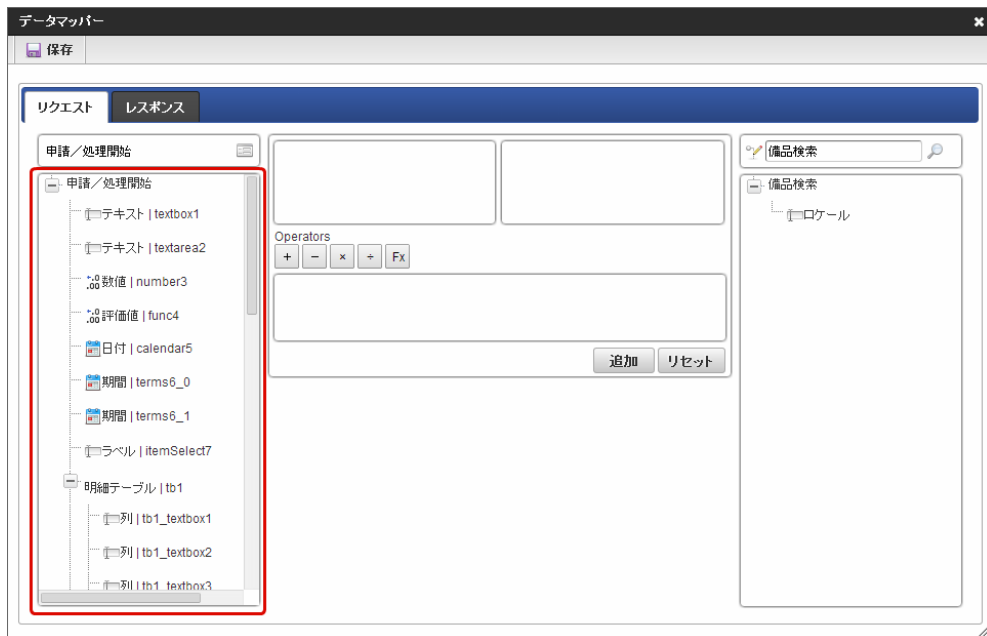 データマッパー
保存
リクエスト レスポンス
申請／処理開始
申請／処理開始
テキスト | textbox1
テキスト | textarea2
数値 | number3
評価値 | func4
日付 | calendar5
期間 | terms6_0
期間 | terms6_1
ラベル | itemSelect7
明細テーブル | tb1
列 | tb1_textbox1
列 | tb1_textbox2
列 | tb1_textbox3
Operators
+ − × ÷ Fx
追加 リセット
備品検索
備品検索
ロケール